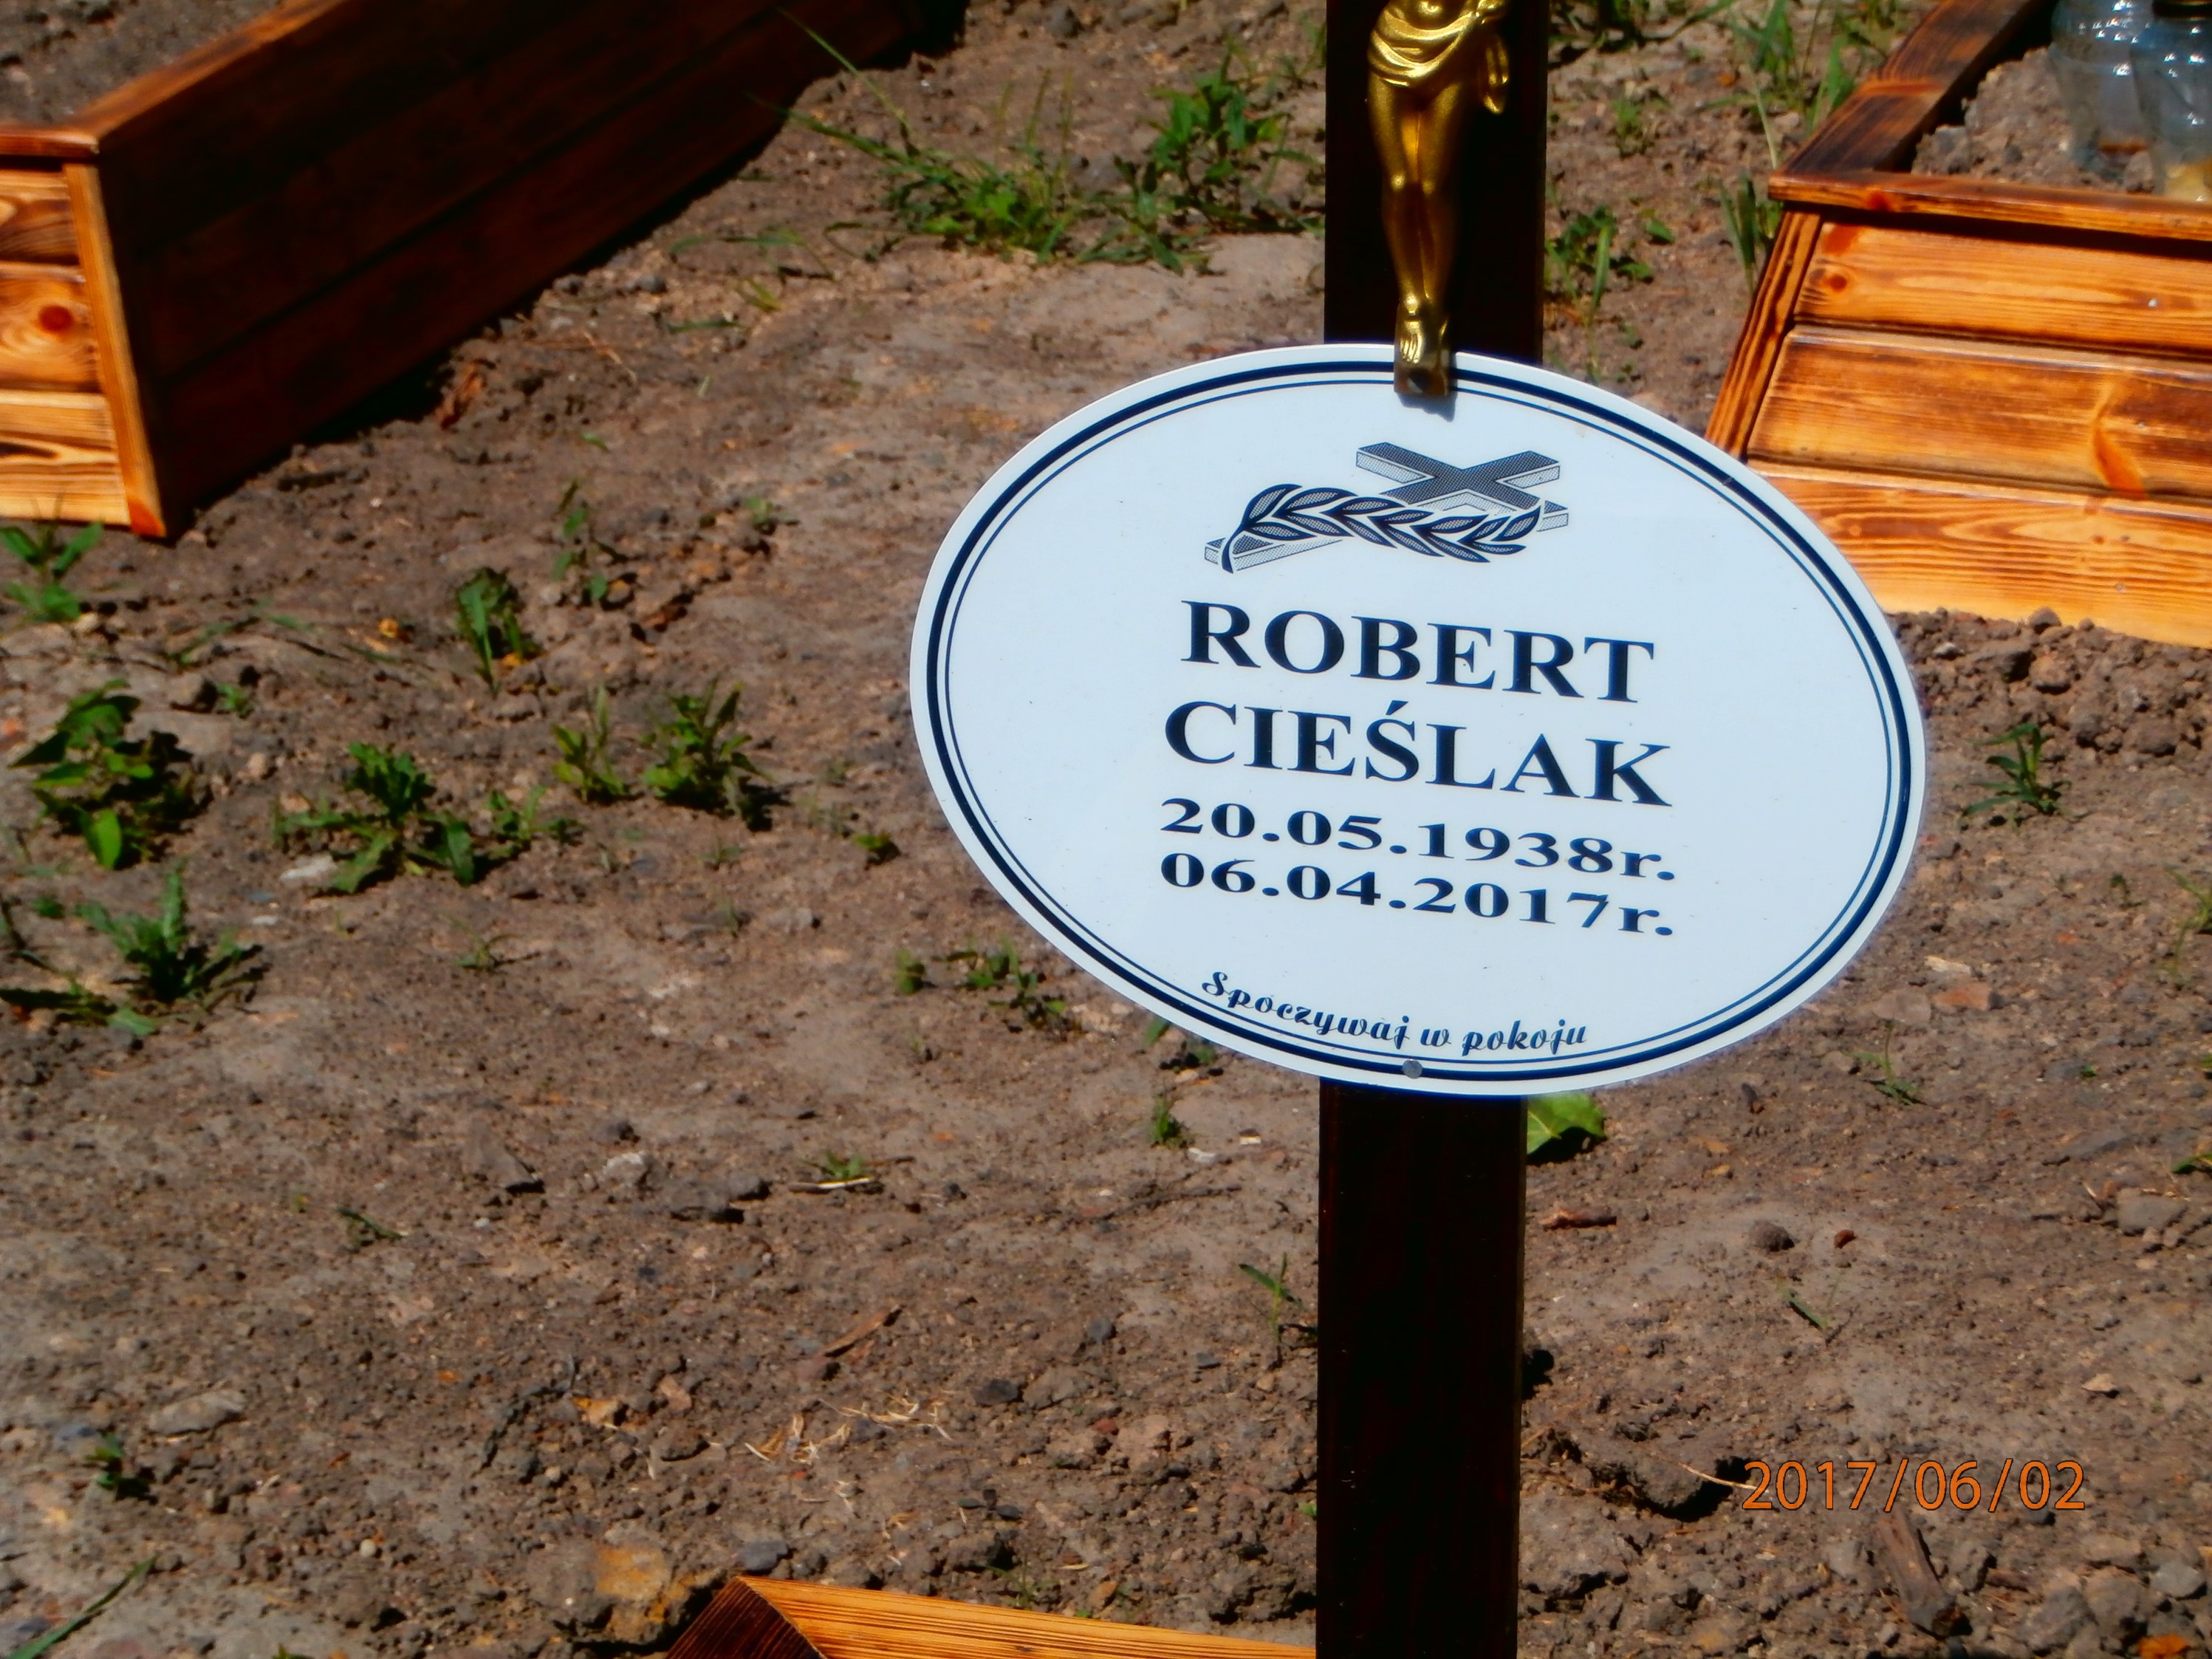 ROBERT
CIEŚLAK
20.05.1938r.
06.04.2017r.
Spoczywaj w pokoju
2017/06/02